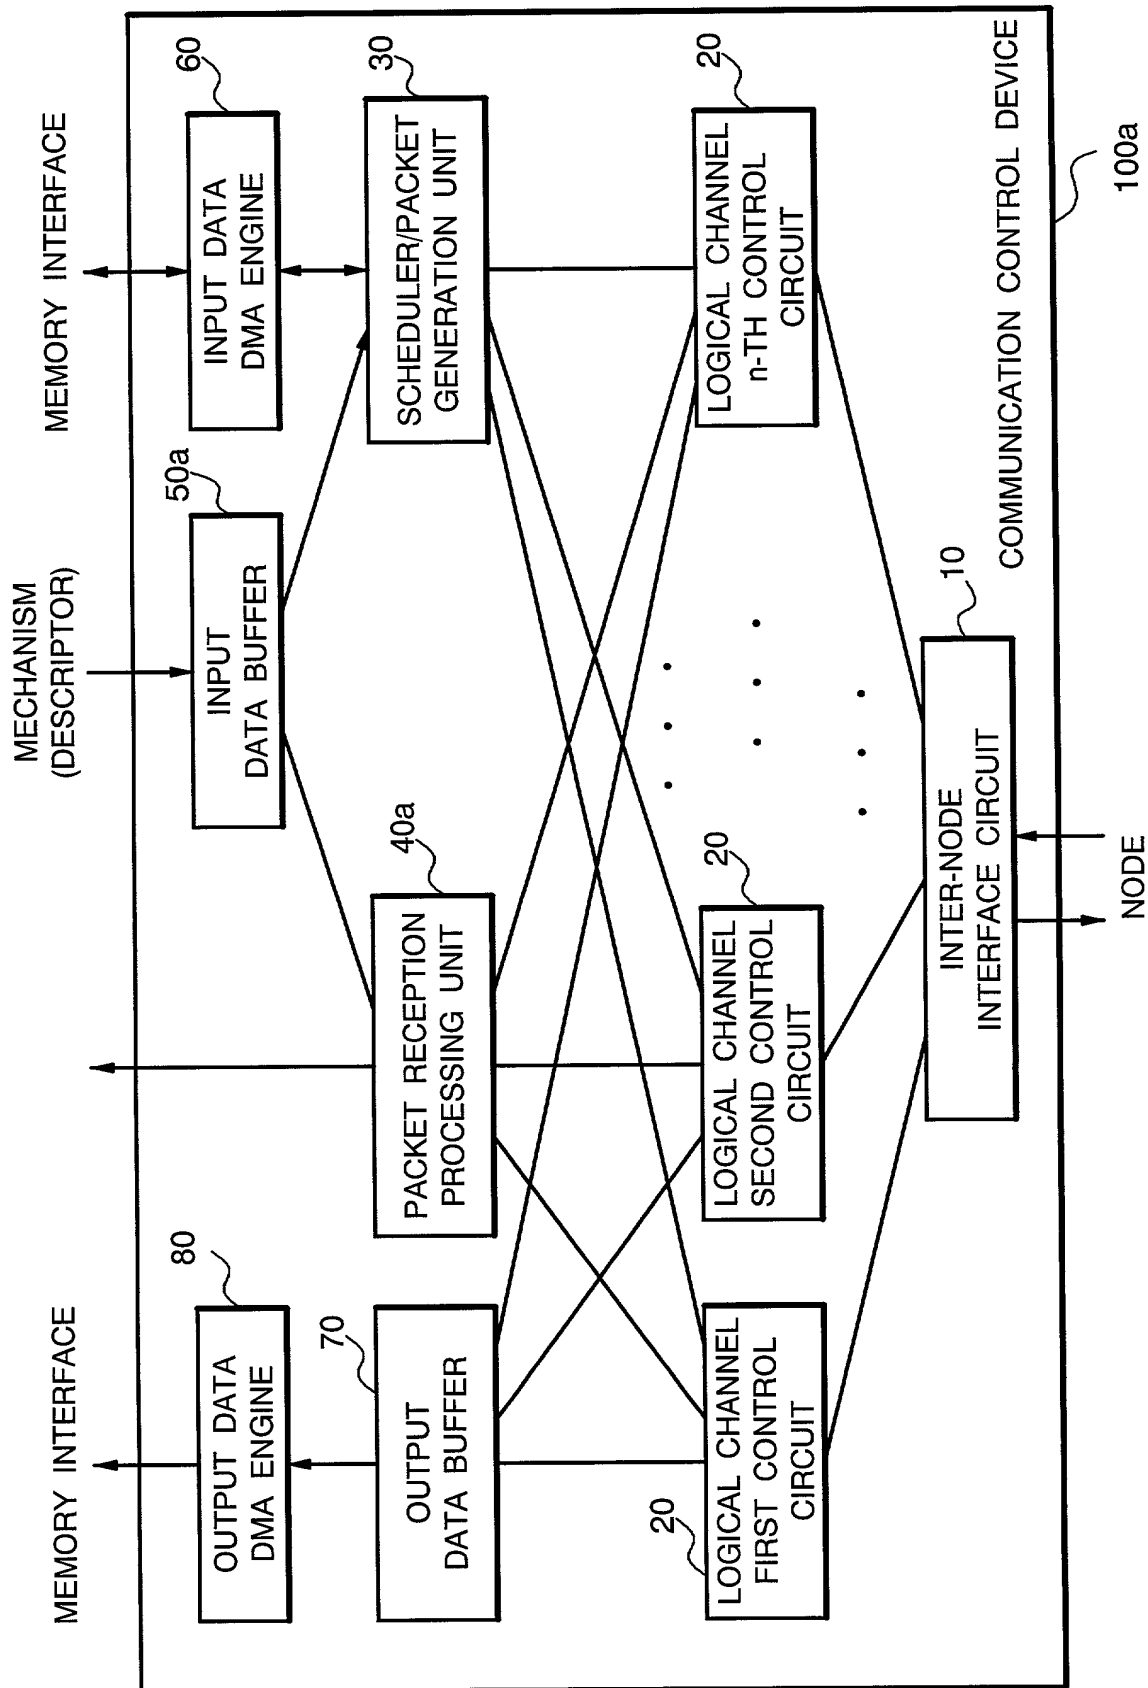 MEMORY INTERFACE
MECHANISM
(DESCRIPTOR)
MEMORY INTERFACE
80
OUTPUT DATA
DMA ENGINE
50a
INPUT
DATA BUFFER
60
INPUT DATA
DMA ENGINE
70
OUTPUT
DATA BUFFER
40a
PACKET RECEPTION
PROCESSING UNIT
30
SCHEDULER/PACKET
GENERATION UNIT
20
LOGICAL CHANNEL
FIRST CONTROL
CIRCUIT
20
LOGICAL CHANNEL
SECOND CONTROL
CIRCUIT
20
LOGICAL CHANNEL
n-TH CONTROL
CIRCUIT
10
INTER-NODE
INTERFACE CIRCUIT
COMMUNICATION CONTROL DEVICE
NODE
100a